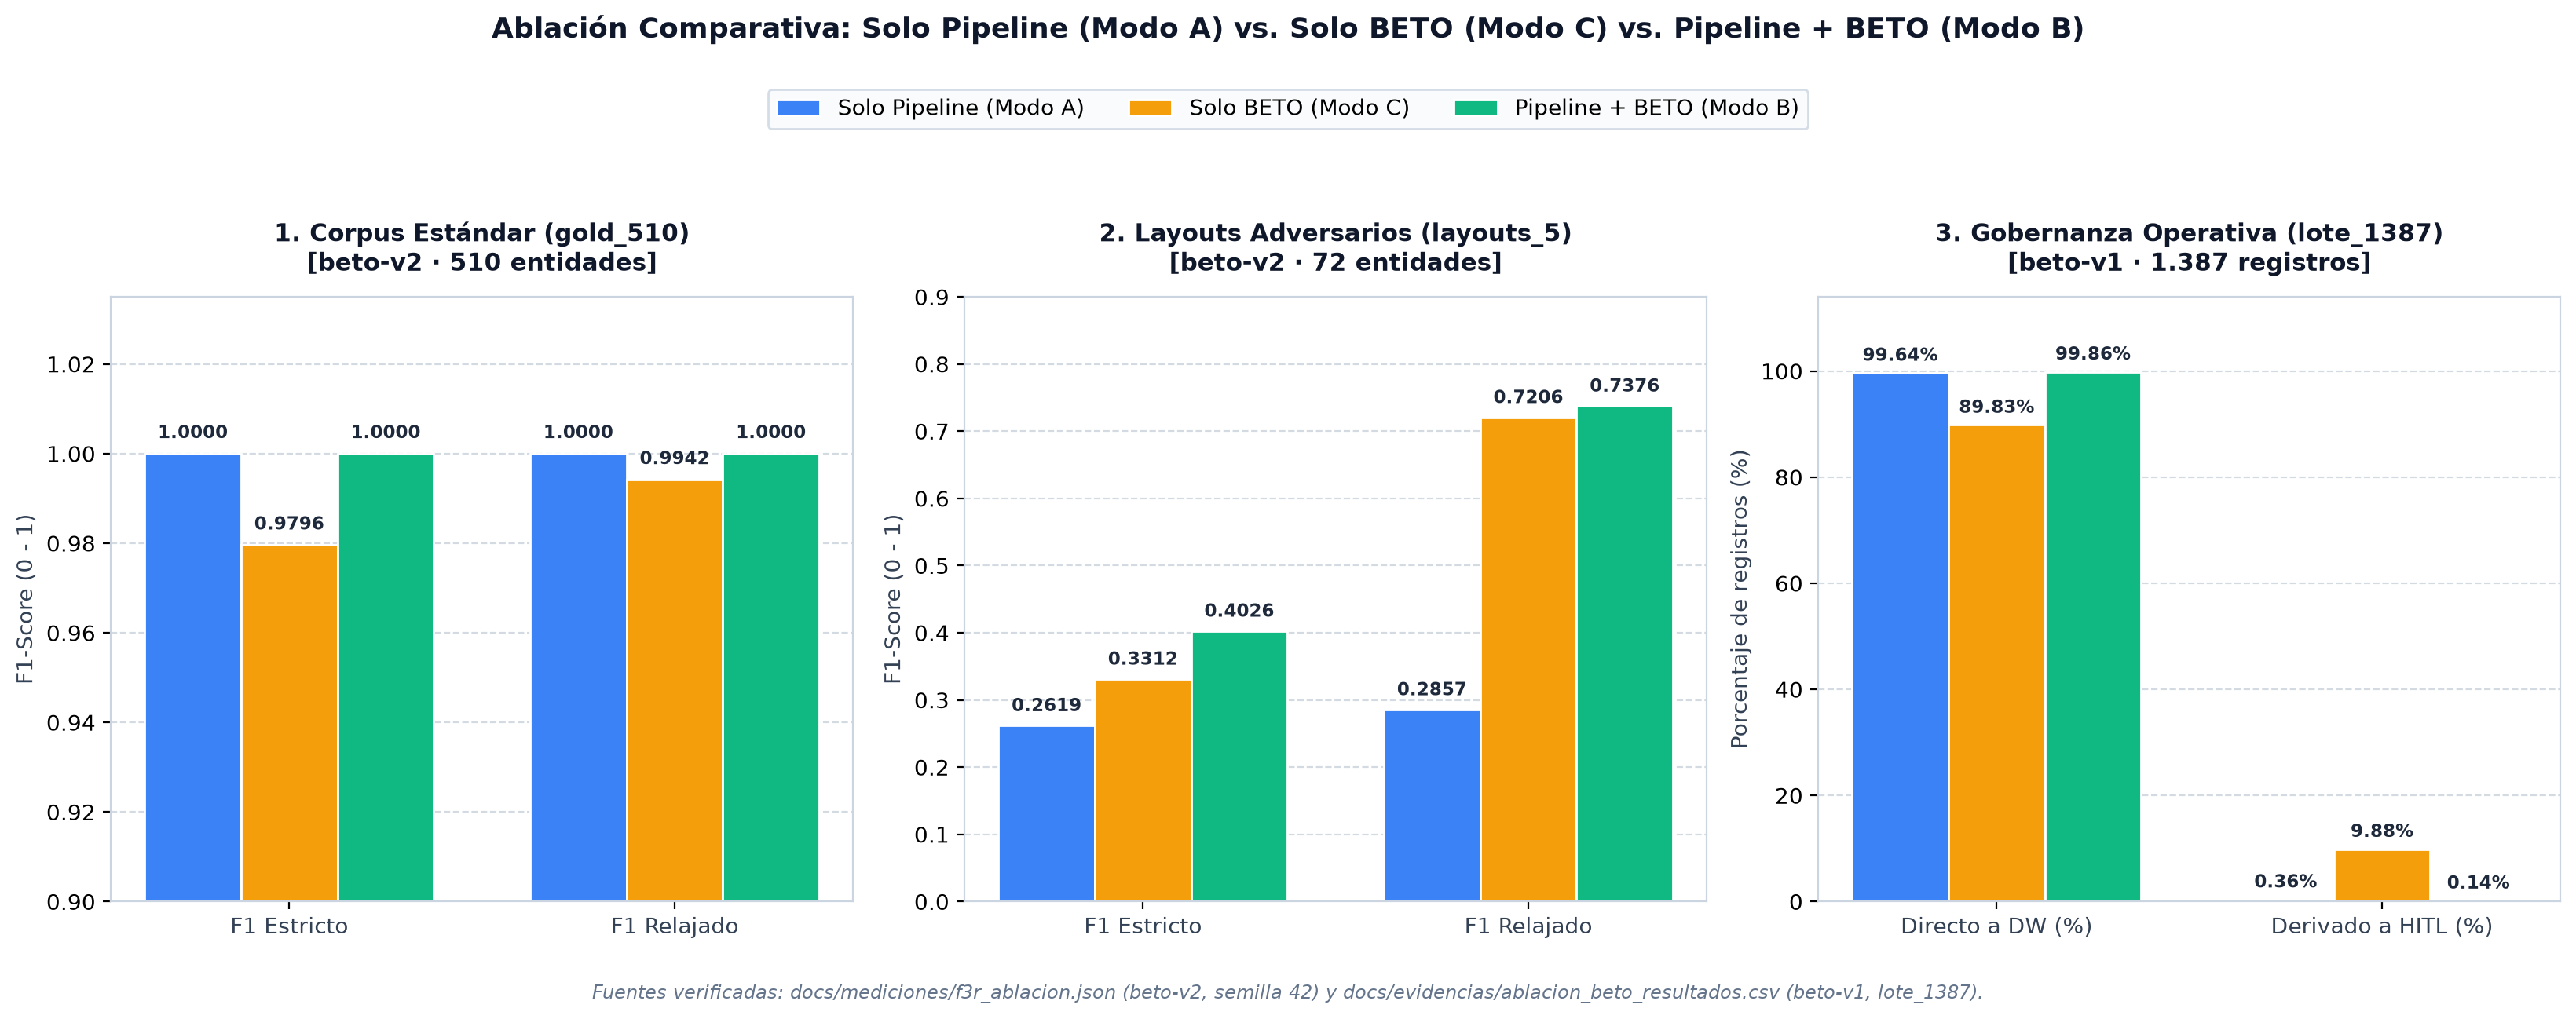 Ablación Comparativa: Solo Pipeline (Modo A) vs. Solo BETO (Modo C) vs. Pipeline + BETO (Modo B)
Solo Pipeline (Modo A)
Solo BETO (Modo C)
Pipeline + BETO (Modo B)
1. Corpus Estándar (gold_510)
[beto-v2 · 510 entidades]
F1-Score (0 - 1)
1.02
1.00
0.98
0.96
0.94
0.92
0.90
1.0000
0.9796
1.0000
1.0000
0.9942
1.0000
F1 Estricto
F1 Relajado
2. Layouts Adversarios (layouts_5)
[beto-v2 · 72 entidades]
F1-Score (0 - 1)
0.9
0.8
0.7
0.6
0.5
0.4
0.3
0.2
0.1
0.0
0.2619
0.3312
0.4026
0.2857
0.7206
0.7376
F1 Estricto
F1 Relajado
3. Gobernanza Operativa (lote_1387)
[beto-v1 · 1.387 registros]
Porcentaje de registros (%)
100
80
60
40
20
0
99.64%
89.83%
99.86%
0.36%
9.88%
0.14%
Directo a DW (%)
Derivado a HITL (%)
Fuentes verificadas: docs/mediciones/f3r_ablacion.json (beto-v2, semilla 42) y docs/evidencias/ablacion_beto_resultados.csv (beto-v1, lote_1387).